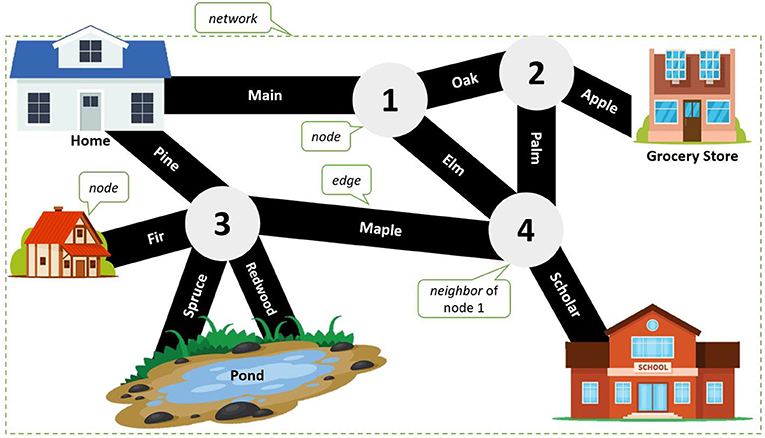 network
Main
1
Oak
2
Apple
Home
node
Grocery Store
Pine
Elm
Palm
node
edge
Fir
3
Maple
4
Spruce
Redwood
neighbor of
node 1
Scholar
Pond
SCHOOL